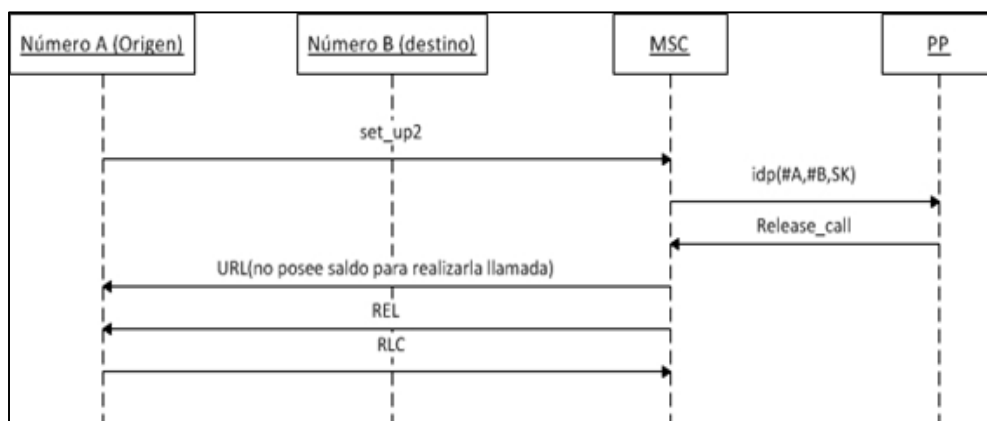 Número A (Origen)
Número B (destino)
MSC
PP
set_up2
idp(#A,#B,SK)
Release_call
URL(no posee saldo para realizarla llamada)
REL
RLC